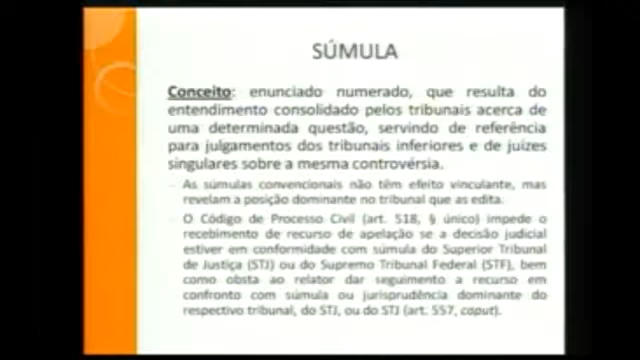 SÚMULA
Conceito: enunciado numerado, que resulta do
entendimento consolidado pelos tribunais acerca de
uma determinada questão, servindo de referência
para julgamentos dos tribunais inferiores e de juízes
singulares sobre a mesma controvérsia.
– As súmulas convencionais não têm efeito vinculante, mas
revelam a posição dominante no tribunal que as edita.
– O Código de Processo Civil (art. 518, § único) impede o
recebimento de recurso de apelação se a decisão judicial
estiver em conformidade com súmula do Superior Tribunal
de Justiça (STJ) ou do Supremo Tribunal Federal (STF), bem
como obsta ao relator dar seguimento a recurso em
confronto com súmula ou jurisprudência dominante do
respectivo tribunal, do STJ, ou do STJ (art. 557, caput).